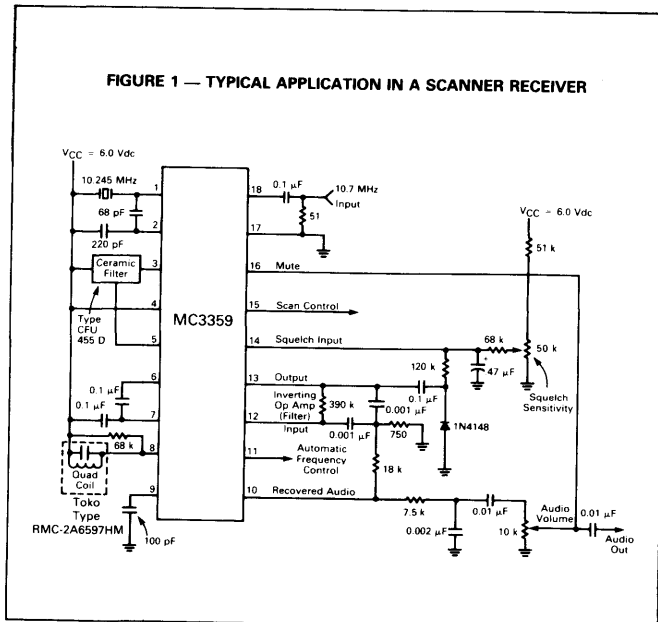 FIGURE 1 — TYPICAL APPLICATION IN A SCANNER RECEIVER
VCC = 6.0 Vdc
10.245 MHz
68 pF
220 pF
Ceramic
Filter
Type
CFU
455 D
0.1 µF
0.1 µF
68 k
Quad
Coil
Toko
Type
RMC-2A6597HM
100 pF
1
2
3
4
5
6
7
8
9
MC3359
18
17
16
15
14
13
12
11
10
0.1 µF
10.7 MHz
Input
51
Mute
Scan Control
Squelch Input
Output
Inverting
Op Amp
(Filter)
Input
390 k
0.001 µF
0.001 µF
750
120 k
0.1 µF
1N4148
68 k
47 µF
+
VCC = 6.0 Vdc
51 k
50 k
Squelch
Sensitivity
Automatic
Frequency
Control
18 k
Recovered Audio
7.5 k
0.002 µF
0.01 µF
Audio
Volume
10 k
0.01 µF
Audio
Out